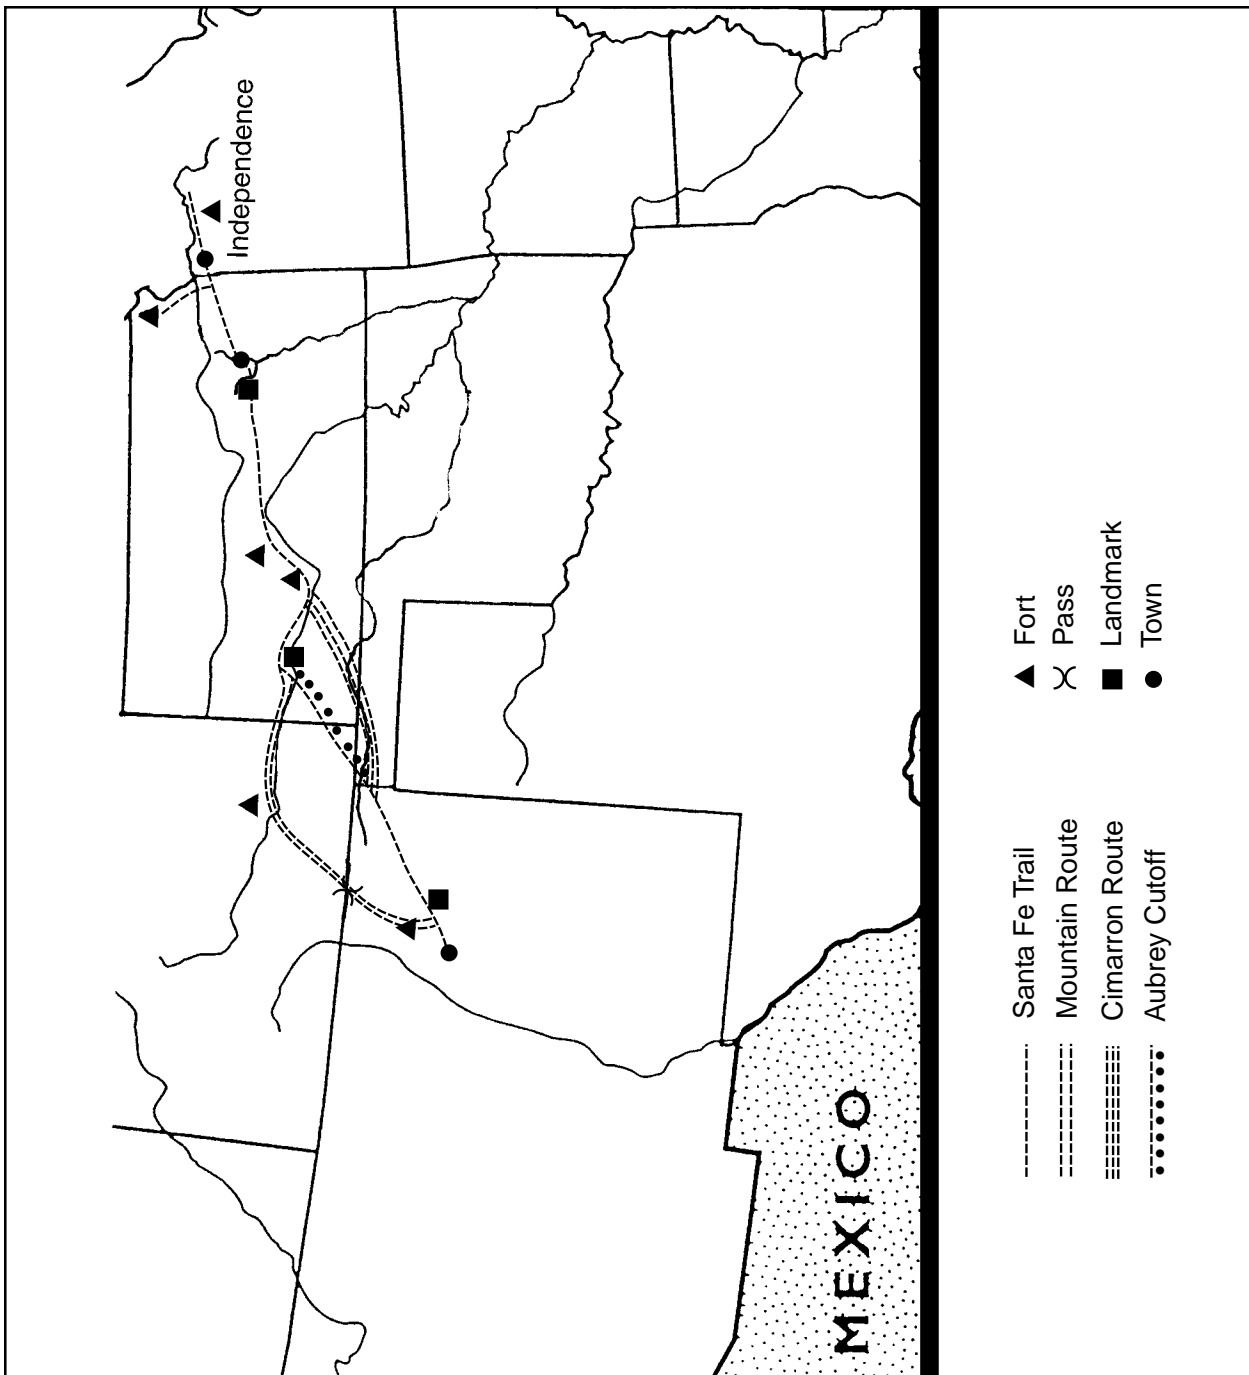 Independence
MEXICO
Santa Fe Trail
Mountain Route
Cimarron Route
Aubrey Cutoff
Fort
Pass
Landmark
Town